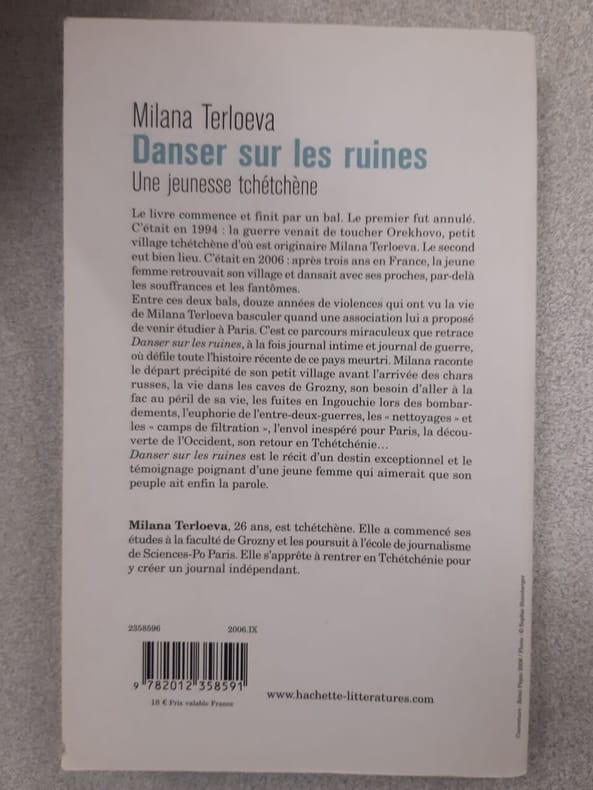 Milana Terloeva
Danser sur les ruines
Une jeunesse tchétchène
Le livre commence et finit par un bal. Le premier fut annulé.
C'était en 1994 : la guerre venait de toucher Orekhovo, petit
village tchétchène d'où est originaire Milana Terloeva. Le second
eut bien lieu. C'était en 2006 : après trois ans en France, la jeune
femme retrouvait son village et dansait avec ses proches, par-delà
les souffrances et les fantômes.
Entre ces deux bals, douze années de violences qui ont vu la vie
de Milana Terloeva basculer quand une association lui a proposé
de venir étudier à Paris. C'est ce parcours miraculeux que retrace
Danser sur les ruines, à la fois journal intime et journal de guerre,
où défile toute l'histoire récente de ce pays meurtri. Milana raconte
le départ précipité de son petit village avant l'arrivée des chars
russes, la vie dans les caves de Grozny, son besoin d'aller à la
fac au péril de sa vie, les fuites en Ingouchie lors des bombar-
dements, l'euphorie de l'entre-deux-guerres, les « nettoyages » et
les « camps de filtration », l'envol inespéré pour Paris, la décou-
verte de l'Occident, son retour en Tchétchénie…
Danser sur les ruines est le récit d'un destin exceptionnel et le
témoignage poignant d'une jeune femme qui aimerait que son
peuple ait enfin la parole.
Milana Terloeva, 26 ans, est tchétchène. Elle a commencé ses
études à la faculté de Grozny et les poursuit à l'école de journalisme
de Sciences-Po Paris. Elle s'apprête à rentrer en Tchétchénie pour
y créer un journal indépendant.
2358596 2006.IX
9 782012 358591
18 € Prix valable France
www.hachette-litteratures.com
Couverture : 2006 / Photo : © Sophie